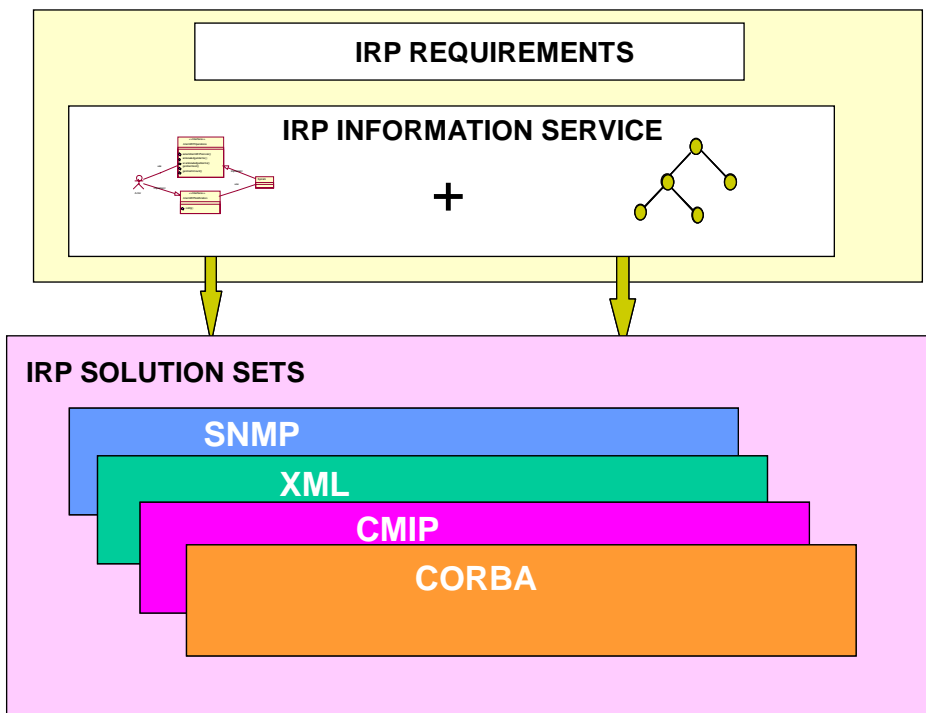 IRP REQUIREMENTS
IRP INFORMATION SERVICE
+
IRP SOLUTION SETS
SNMP
XML
CMIP
CORBA